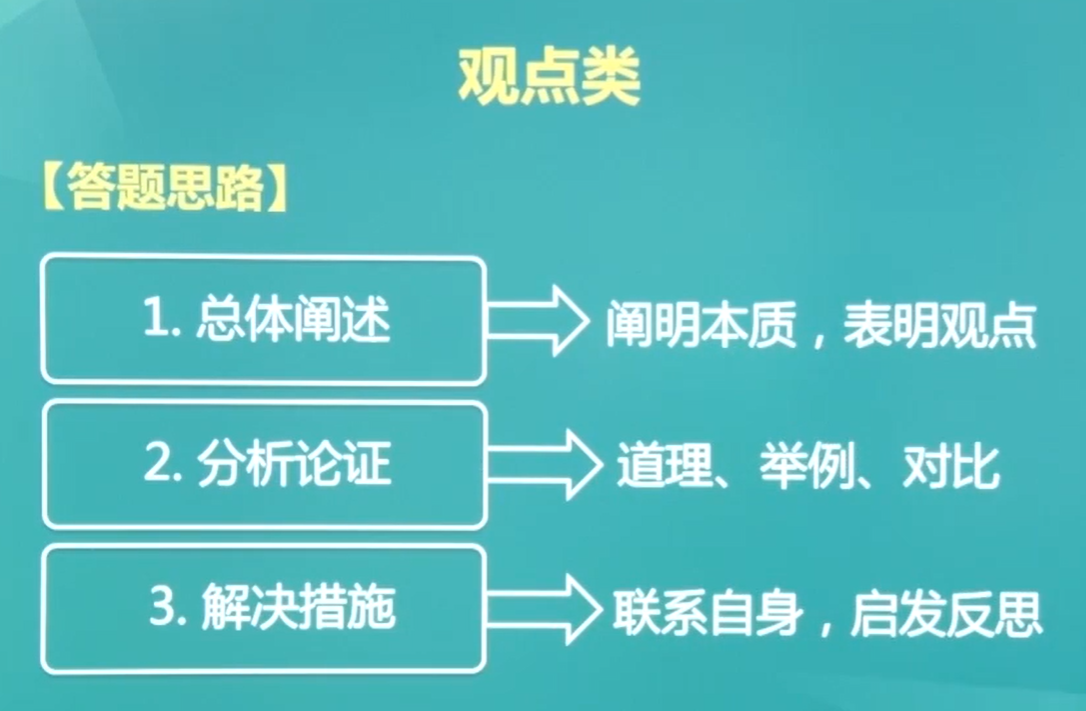 观点类
【答题思路】
1. 总体阐述
阐明本质，表明观点
2. 分析论证
道理、举例、对比
3. 解决措施
联系自身，启发反思